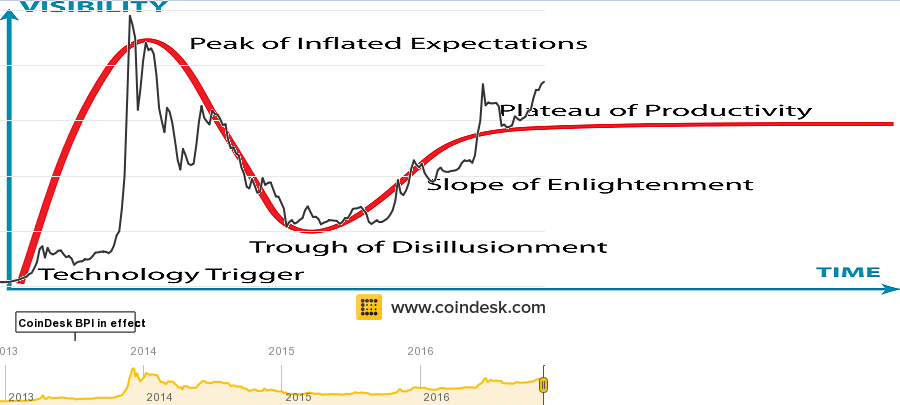 VISIBILITY
Peak of Inflated Expectations
Plateau of Productivity
Slope of Enlightenment
Trough of Disillusionment
Technology Trigger
TIME
www.coindesk.com
CoinDesk BPI in effect
013 2014 2015 2016
2013 2014 2015 2016